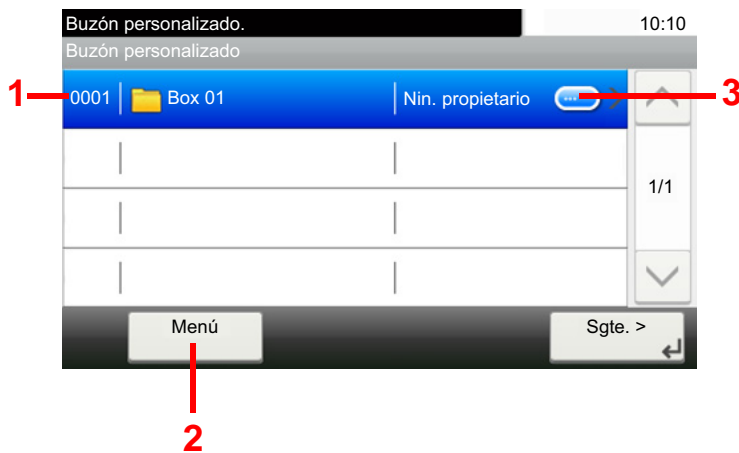 Buzón personalizado. 10:10
Buzón personalizado
1 0001 Box 01 Nin. propietario ... 3
1/1
Menú Sgte. >
2